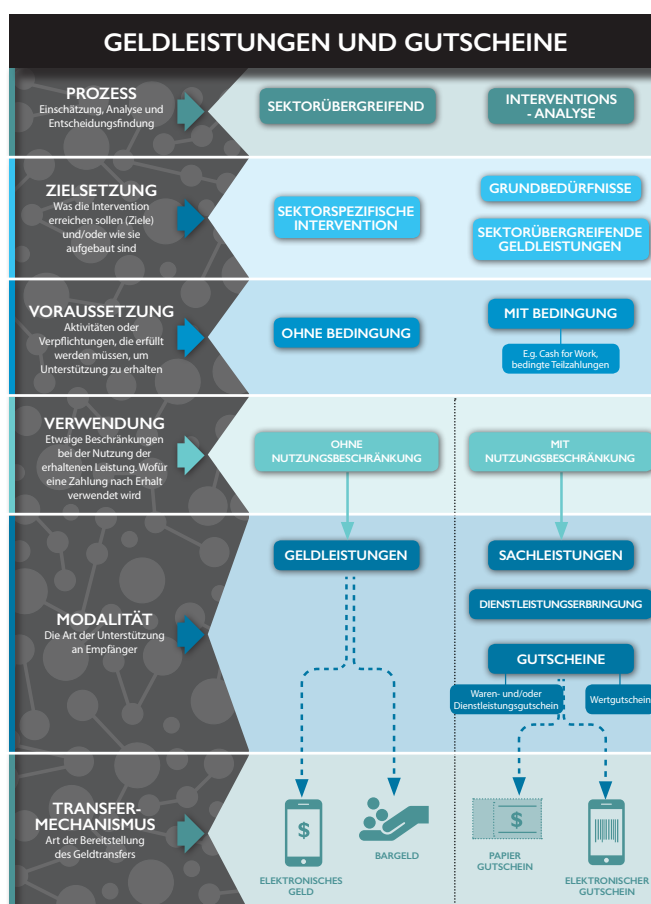 GELDLEISTUNGEN UND GUTSCHEINE
PROZESS
Einschätzung, Analyse und
Entscheidungsfindung
SEKTORÜBERGREIFEND
INTERVENTIONS
- ANALYSE
ZIELSETZUNG
Was die Intervention
erreichen sollen (Ziele)
und/oder wie sie
aufgebaut sind
SEKTORSPEZIFISCHE
INTERVENTION
GRUNDBEDÜRFNISSE
SEKTORÜBERGREIFENDE
GELDLEISTUNGEN
VORAUSSETZUNG
Aktivitäten oder
Verpflichtungen, die erfüllt
werden müssen, um
Unterstützung zu erhalten
OHNE BEDINGUNG
MIT BEDINGUNG
E.g. Cash for Work,
bedingte Teilzahlungen
VERWENDUNG
Etwaige Beschränkungen
bei der Nutzung der
erhaltenen Leistung. Wofür
eine Zahlung nach Erhalt
verwendet wird
OHNE
NUTZUNGSBESCHRÄNKUNG
MIT
NUTZUNGSBESCHRÄNKUNG
MODALITÄT
Die Art der Unterstützung
an Empfänger
GELDLEISTUNGEN
SACHLEISTUNGEN
DIENSTLEISTUNGSERBRINGUNG
GUTSCHEINE
Waren- und/oder
Dienstleistungsgutschein
Wertgutschein
TRANSFER-
MECHANISMUS
Art der Bereitstellung
des Geldtransfers
$
ELEKTRONISCHES
GELD
BARGELD
$
PAPIER
GUTSCHEIN
ELEKTRONISCHER
GUTSCHEIN